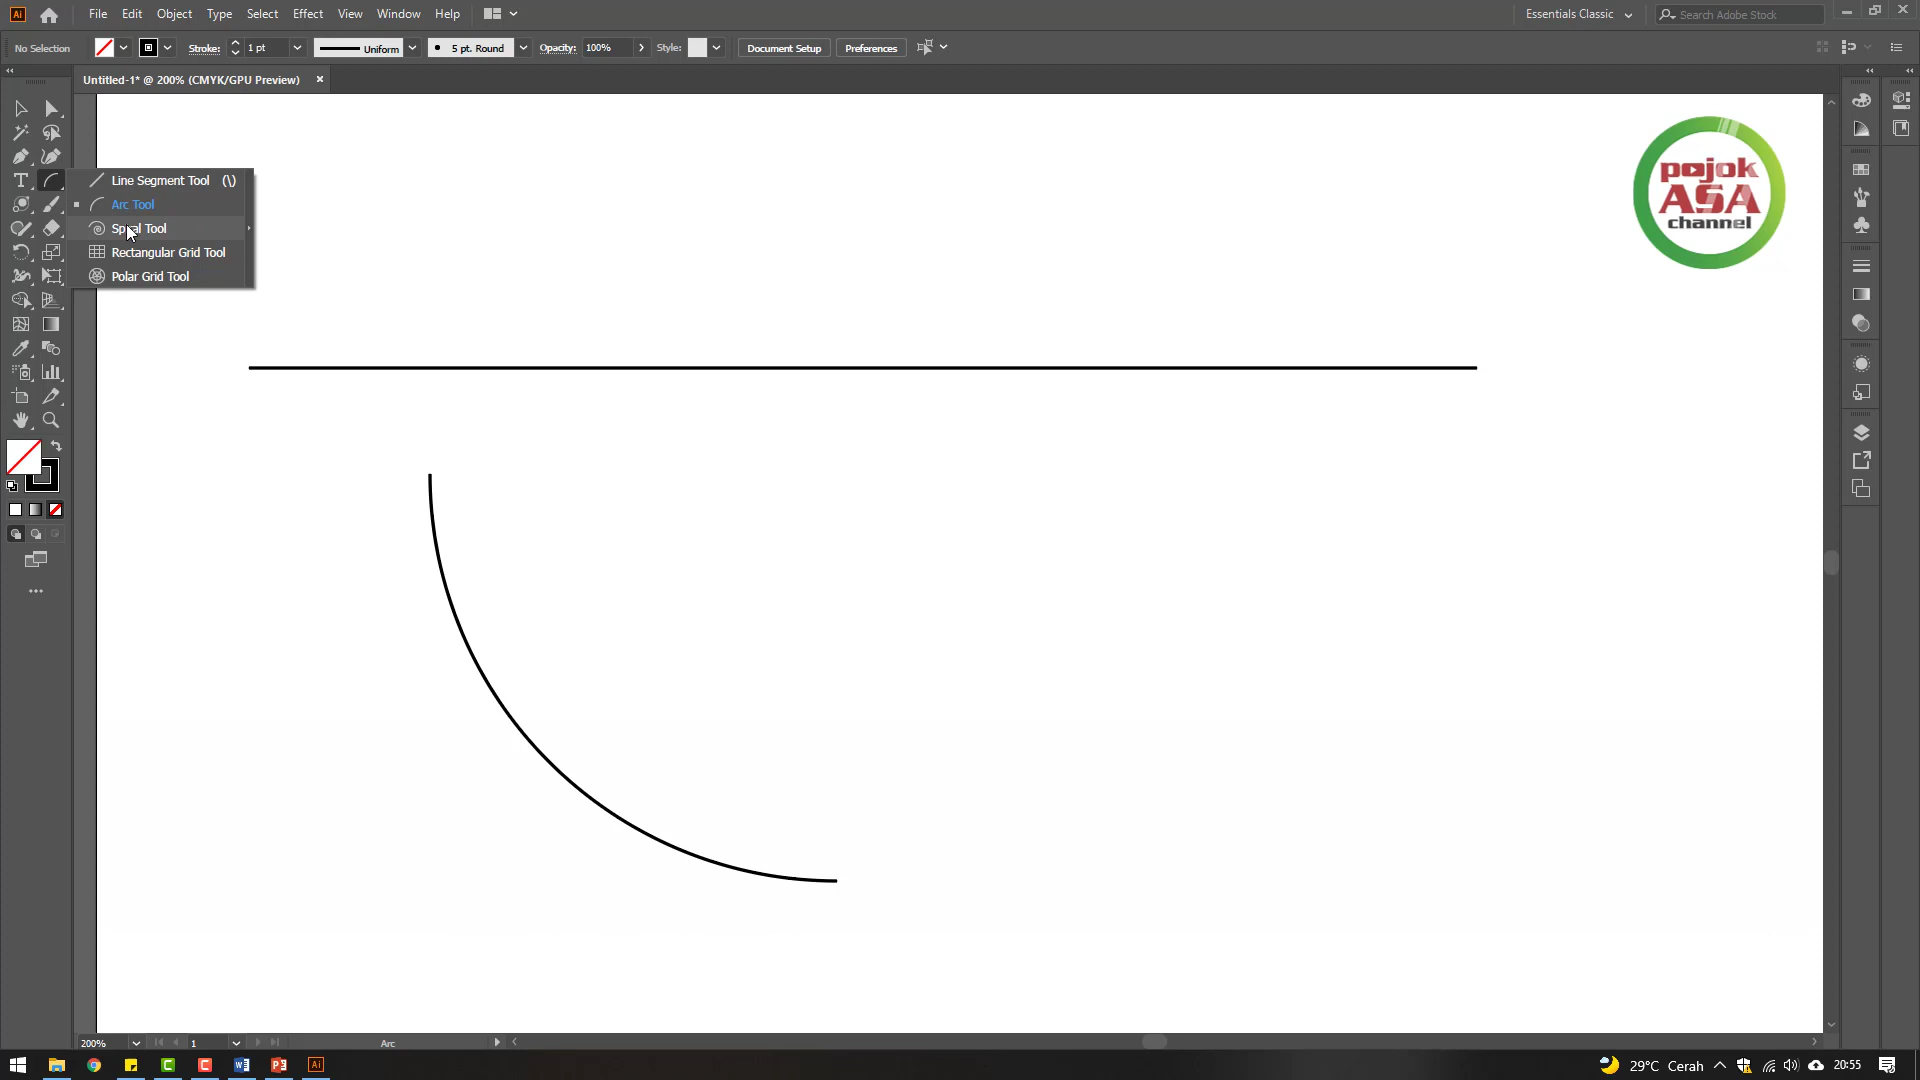 Ai File Edit Object Type Select Effect View Window Help Essentials Classic Search Adobe Stock
No Selection Stroke: 1 pt Uniform 5 pt. Round Opacity: 100% Style: Document Setup Preferences
Untitled-1* @ 200% (CMYK/GPU Preview)
Line Segment Tool (\)
Arc Tool
Spiral Tool
Rectangular Grid Tool
Polar Grid Tool
pojok
ASA
channel
200% 1 Arc
29°C Cerah 20:55